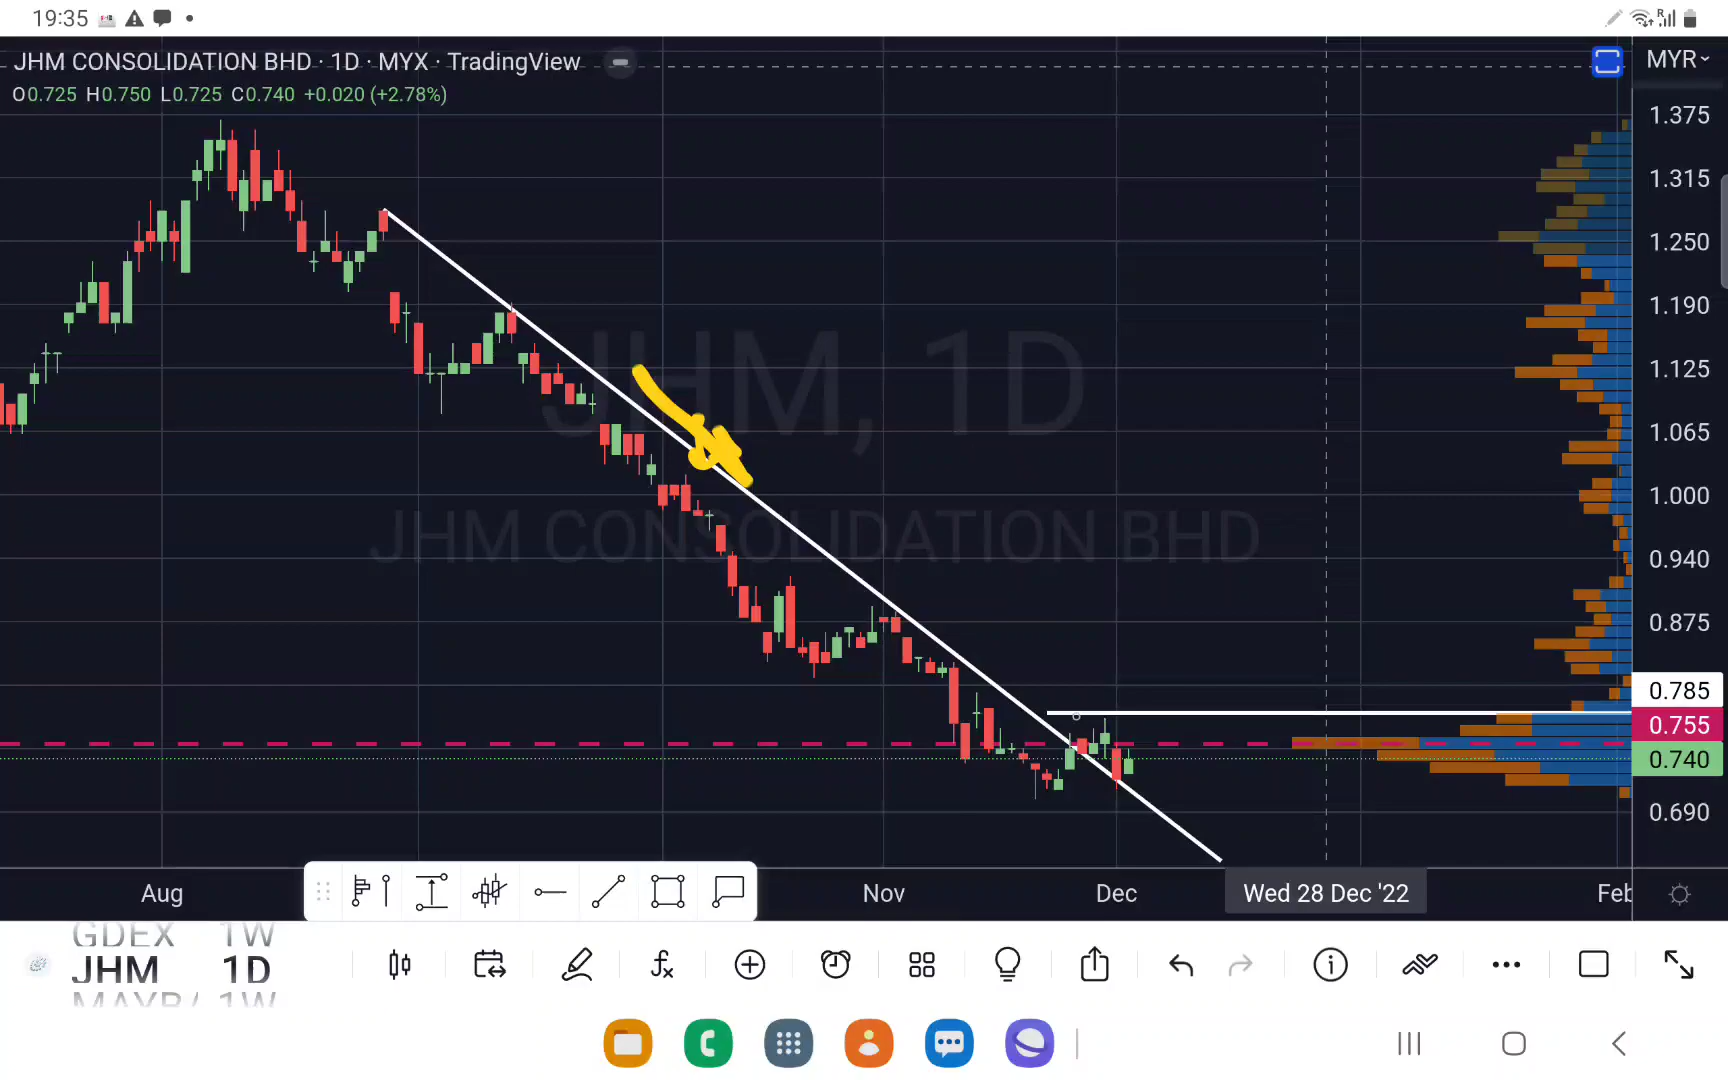 19:35
JHM CONSOLIDATION BHD · 1D · MYX · TradingView
MYR
O0.725 H0.750 L0.725 C0.740 +0.020 (+2.78%)
1.375
1.315
1.250
1.190
1.125
1.065
1.000
0.940
0.875
0.785
0.755
0.740
0.690
JHM, 1D
JHM CONSOLIDATION BHD
Aug
Nov
Dec
Wed 28 Dec '22
Feb
GDEX 1W
JHM 1D